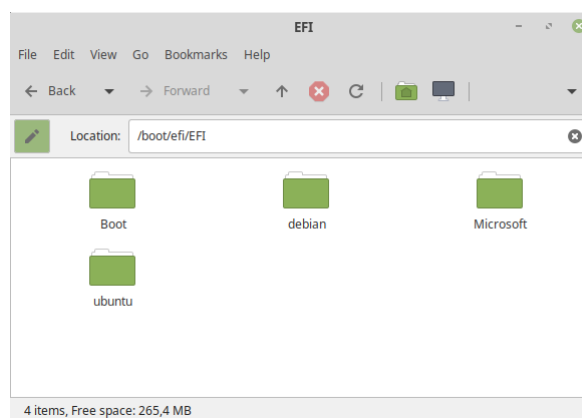 EFI
File Edit View Go Bookmarks Help
Back Forward
Location: /boot/efi/EFI
Boot debian Microsoft
ubuntu
4 items, Free space: 265,4 MB